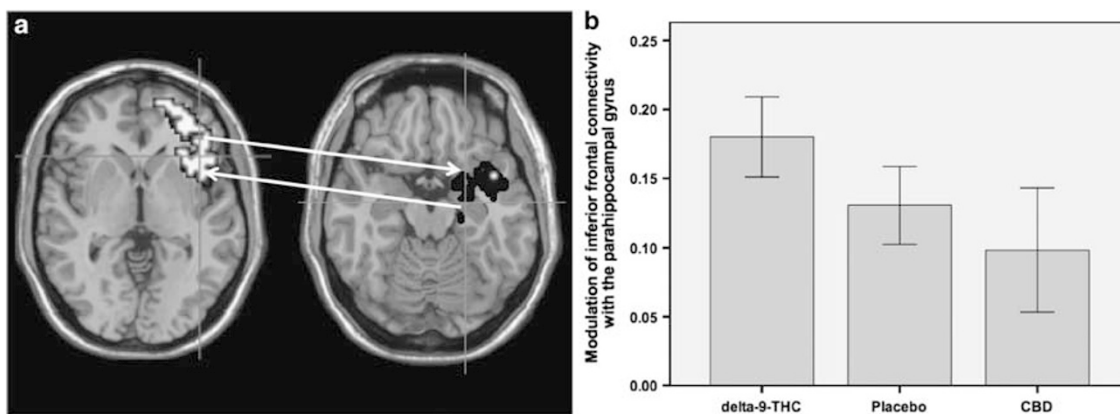 a
b
Modulation of inferior frontal connectivity
with the parahippocampal gyrus
0.25
0.20
0.15
0.10
0.05
0.00
delta-9-THC
Placebo
CBD